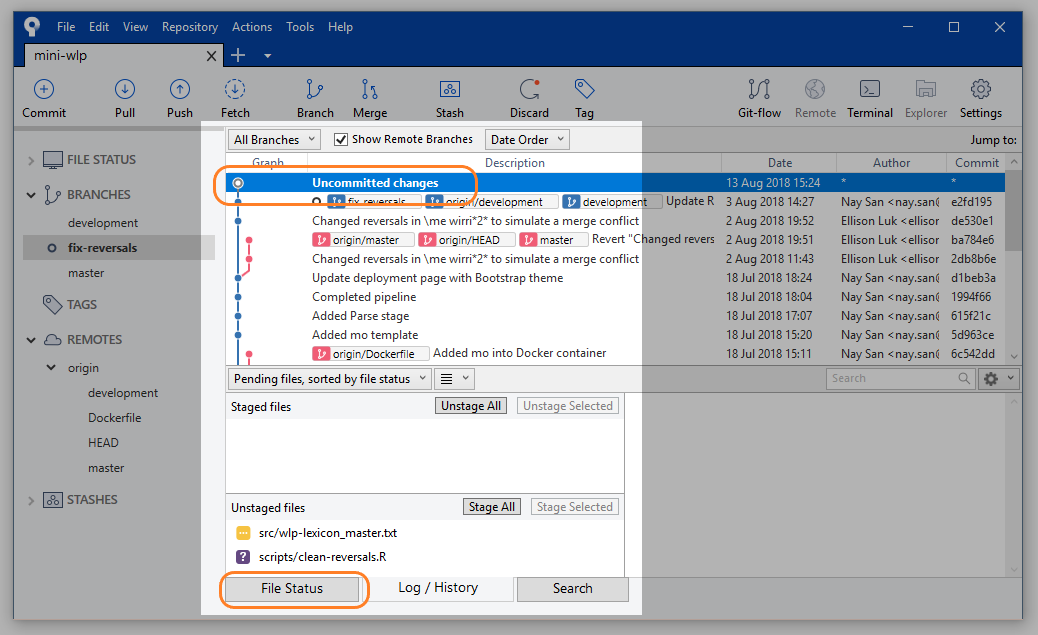 File Edit View Repository Actions Tools Help
mini-wlp
Commit Pull Push Fetch Branch Merge Stash Discard Tag Git-flow Remote Terminal Explorer Settings
All Branches Show Remote Branches Date Order Jump to:
Graph Description Date Author Commit
Uncommitted changes 13 Aug 2018 15:24 * *
fix-reversals origin/development development Update R 3 Aug 2018 14:27 Nay San <nay.san@ e2fd195
Changed reversals in \me wirri*2* to simulate a merge conflict 2 Aug 2018 19:52 Ellison Luk <ellison de530e1
origin/master origin/HEAD master Revert "Changed revers 2 Aug 2018 19:51 Ellison Luk <ellison ba784e6
Changed reversals in \me wirri*2* to simulate a merge conflict 2 Aug 2018 11:43 Ellison Luk <ellison 2db8b6e
Update deployment page with Bootstrap theme 18 Jul 2018 18:24 Nay San <nay.san@ d1beb3a
Completed pipeline 18 Jul 2018 18:04 Nay San <nay.san@ 1994f66
Added Parse stage 18 Jul 2018 17:07 Nay San <nay.san@ 615f21c
Added mo template 18 Jul 2018 15:20 Nay San <nay.san@ 5d963ce
origin/Dockerfile Added mo into Docker container 18 Jul 2018 15:11 Nay San <nay.san@ 6c542dd
FILE STATUS
BRANCHES
development
fix-reversals
master
TAGS
REMOTES
origin
development
Dockerfile
HEAD
master
STASHES
Pending files, sorted by file status Search
Staged files Unstage All Unstage Selected
Unstaged files Stage All Stage Selected
src/wlp-lexicon_master.txt
scripts/clean-reversals.R
File Status Log / History Search